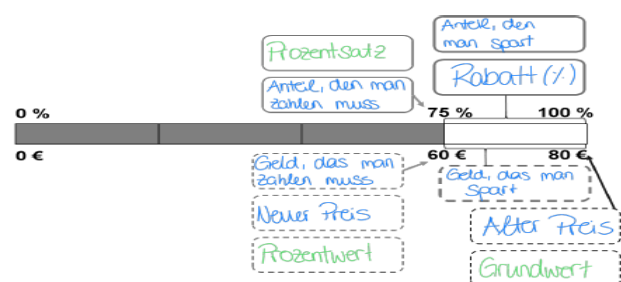 Prozentsatz
Anteil, den
man spart
Anteil, den man
zahlen muss
Rabatt (%)
0 %
75 %
100 %
0 €
60 €
80 €
Geld, das man
zahlen muss
Geld, das man
spart
Neuer Preis
Alter Preis
Prozentwert
Grundwert